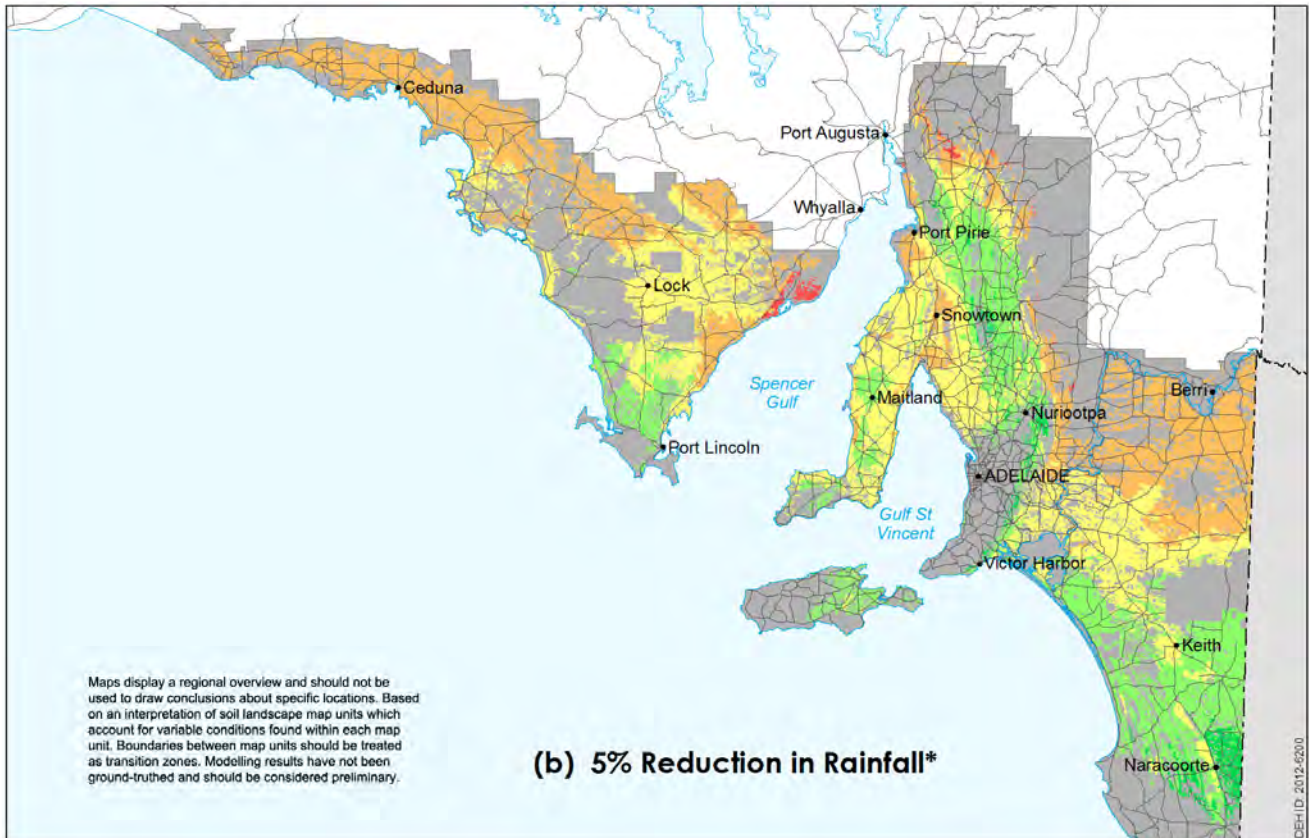 Ceduna
Port Augusta
Whyalla
Port Pirie
Lock
Snowtown
Spencer
Gulf
Maitland
Berri
Nuriootpa
Port Lincoln
ADELAIDE
Gulf St
Vincent
Victor Harbor
Keith
Maps display a regional overview and should not be
used to draw conclusions about specific locations. Based
on an interpretation of soil landscape map units which
account for variable conditions found within each map
unit. Boundaries between map units should be treated
as transition zones. Modelling results have not been
ground-truthed and should be considered preliminary.
(b) 5% Reduction in Rainfall*
Naracoorte
DEH ID: 2012-6200